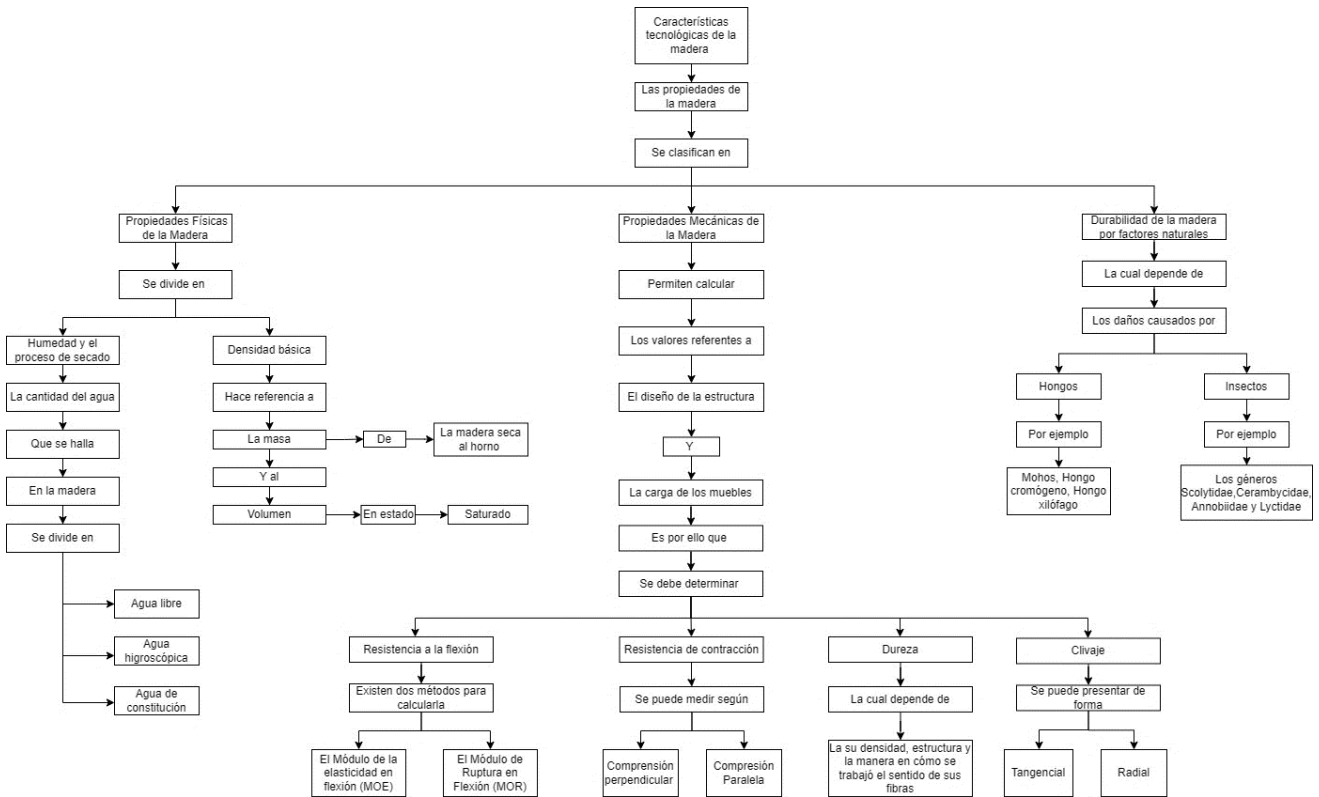 Características
tecnológicas de la
madera
Las propiedades de
la madera
Se clasifican en
Propiedades Físicas
de la Madera
Se divide en
Humedad y el
proceso de secado
La cantidad del agua
Que se halla
En la madera
Se divide en
Agua libre
Agua
higroscópica
Agua de
constitución
Densidad básica
Hace referencia a
La masa
De
La madera seca
al horno
Y al
Volumen
En estado
Saturado
Propiedades Mecánicas de
la Madera
Permiten calcular
Los valores referentes a
El diseño de la estructura
Y
La carga de los muebles
Es por ello que
Se debe determinar
Resistencia a la flexión
Existen dos métodos para
calcularla
El Módulo de la
elasticidad en
flexión (MOE)
El Módulo de
Ruptura en
Flexión (MOR)
Resistencia de contracción
Se puede medir según
Comprensión
perpendicular
Compresión
Paralela
Dureza
La cual depende de
La su densidad, estructura y
la manera en cómo se
trabajó el sentido de sus
fibras
Clivaje
Se puede presentar de
forma
Tangencial
Radial
Durabilidad de la madera
por factores naturales
La cual depende de
Los daños causados por
Hongos
Por ejemplo
Mohos, Hongo
cromógeno, Hongo
xilófago
Insectos
Por ejemplo
Los géneros
Scolytidae,Cerambycidae,
Annobiidae y Lyctidae